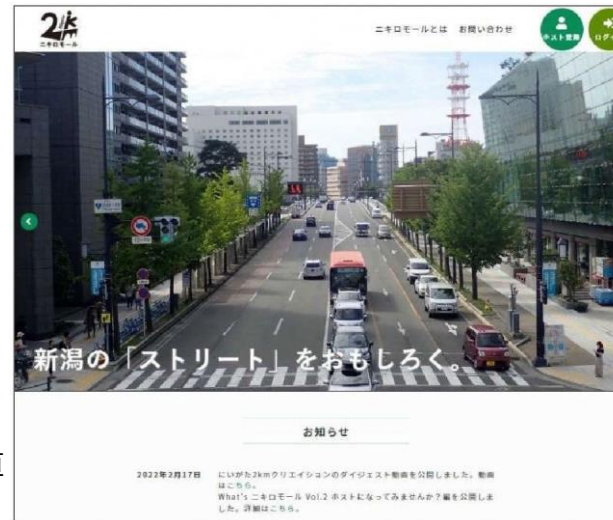 2km
ニキロモール
ニキロモールとは お問い合わせ
ホスト登録
ログイ
新潟の「ストリート」をおもしろく。
お知らせ
2022年2月17日 にいがた2kmクリエイションのダイジェスト動画を公開しました。動画
はこちら。
What's ニキロモール Vol.2 ホストになってみませんか？編を公開しま
した。詳細はこちら。